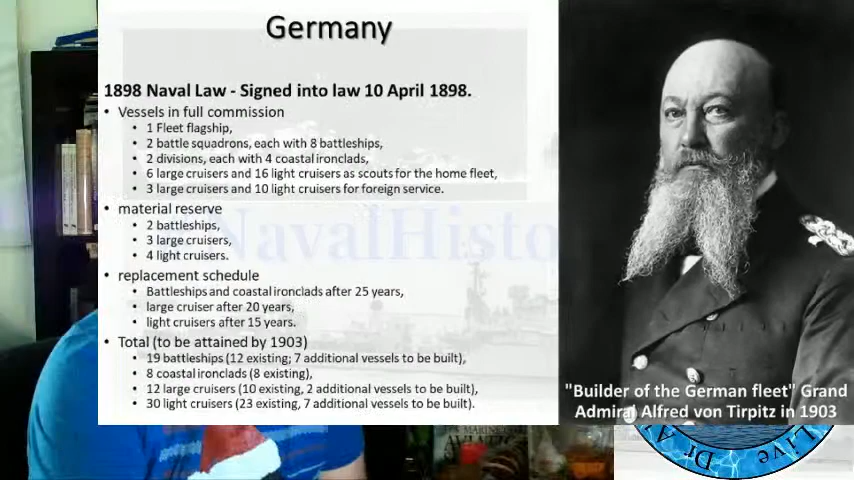 Germany
1898 Naval Law - Signed into law 10 April 1898.
• Vessels in full commission
• 1 Fleet flagship,
• 2 battle squadrons, each with 8 battleships,
• 2 divisions, each with 4 coastal ironclads,
• 6 large cruisers and 16 light cruisers as scouts for the home fleet,
• 3 large cruisers and 10 light cruisers for foreign service.
• material reserve
• 2 battleships,
• 3 large cruisers,
• 4 light cruisers.
• replacement schedule
• Battleships and coastal ironclads after 25 years,
• large cruiser after 20 years,
• light cruisers after 15 years.
• Total (to be attained by 1903)
• 19 battleships (12 existing; 7 additional vessels to be built),
• 8 coastal ironclads (8 existing),
• 12 large cruisers (10 existing, 2 additional vessels to be built),
• 30 light cruisers (23 existing, 7 additional vessels to be built).
NavalHisto
"Builder of the German fleet" Grand
Admiral Alfred von Tirpitz in 1903
Live Dr A